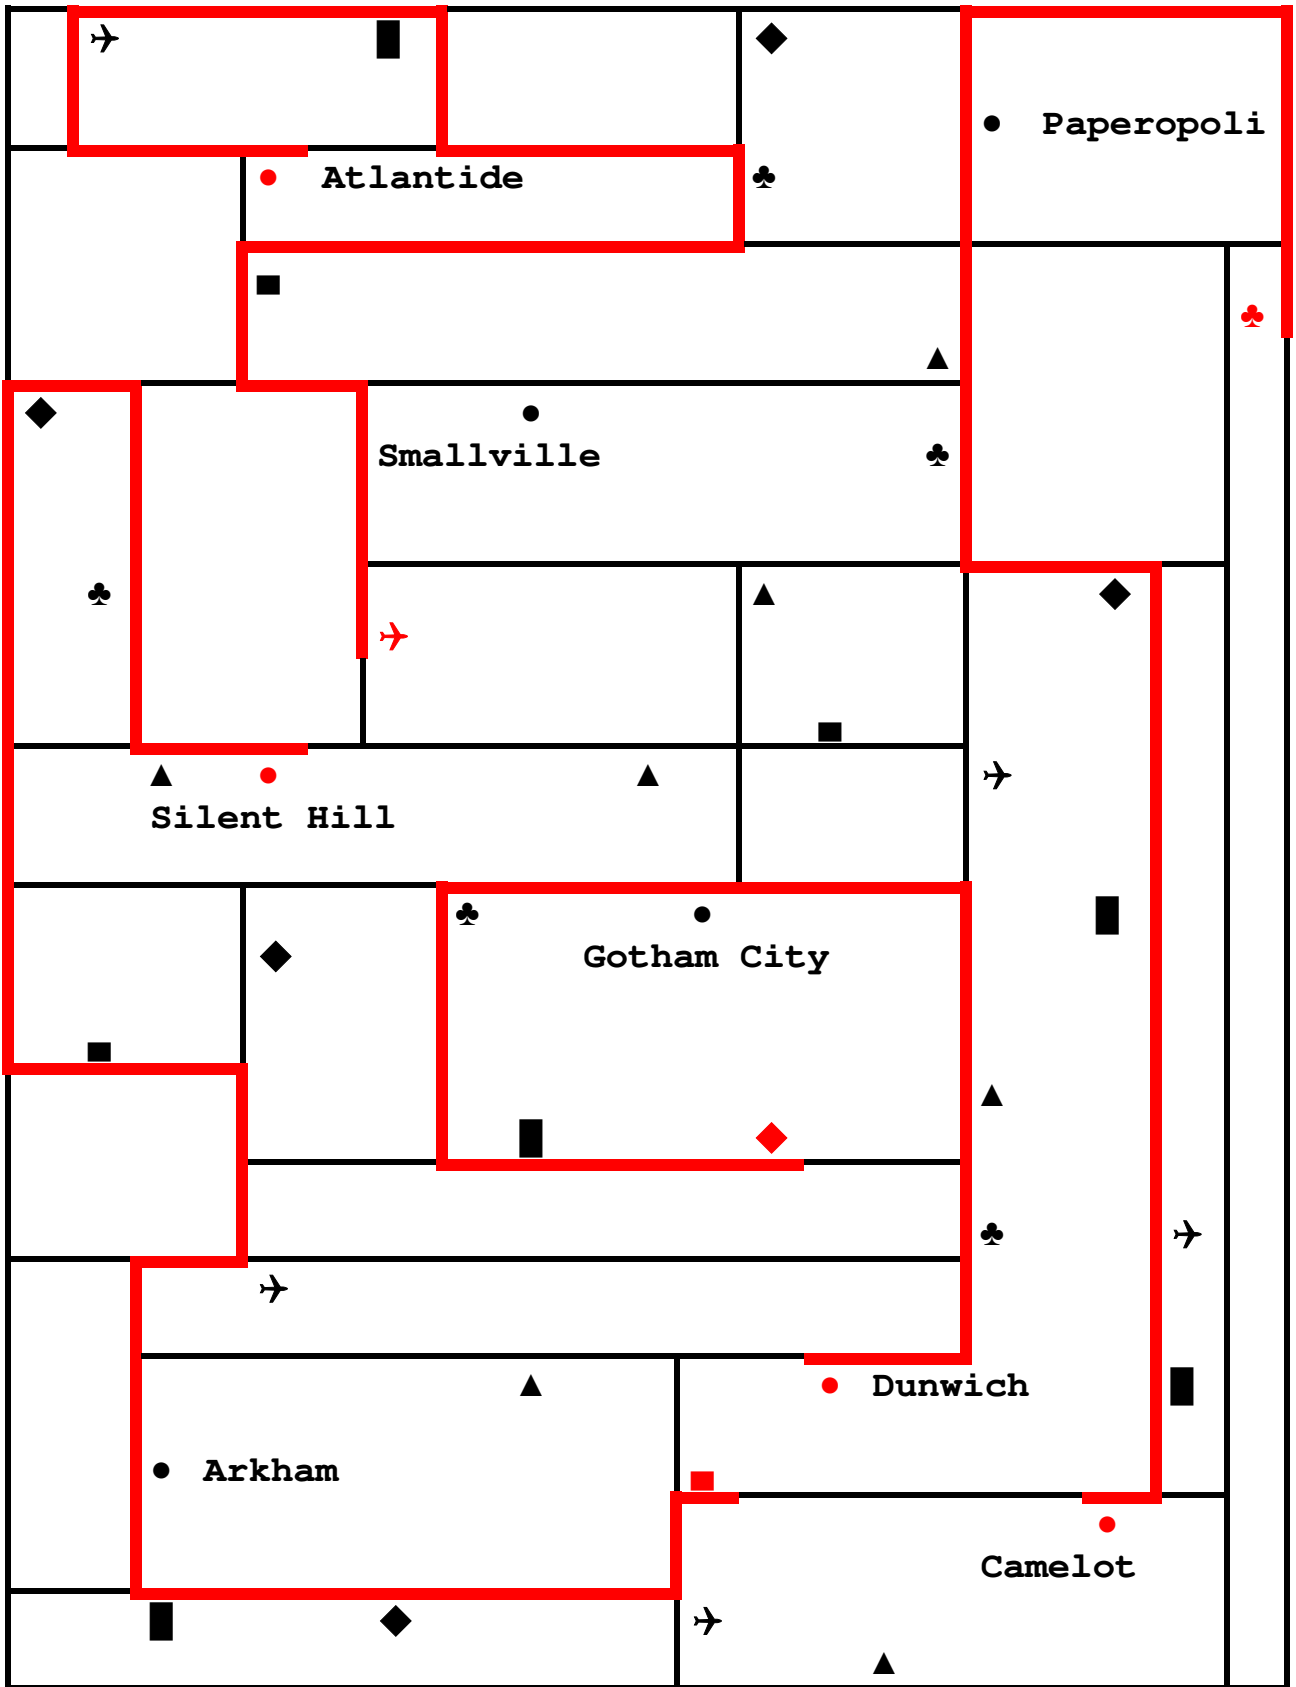 Paperopoli
Atlantide
Smallville
Silent Hill
Gotham City
Dunwich
Arkham
Camelot